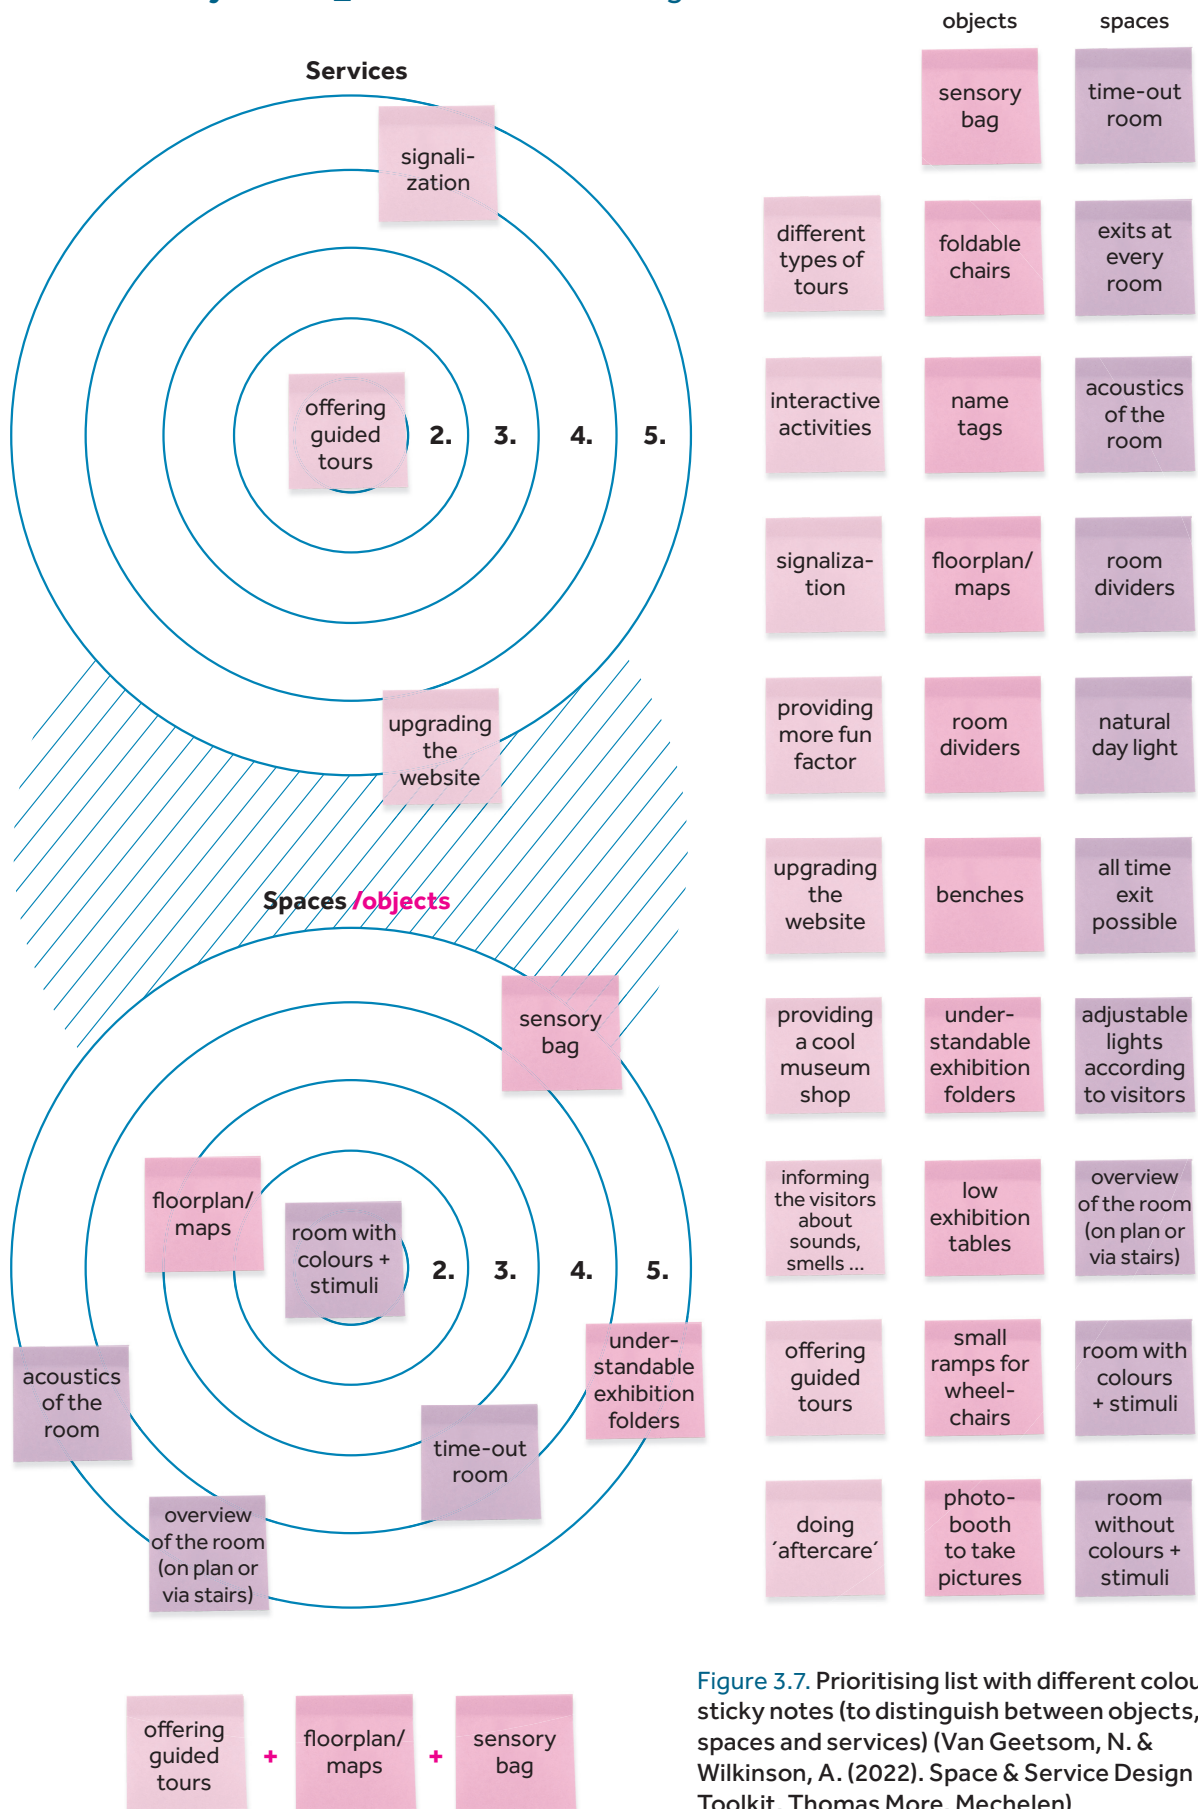 objects
spaces
Services
signali-
zation
offering
guided
tours
2.
3.
4.
5.
upgrading
the
website
Spaces /objects
sensory
bag
floorplan/
maps
room with
colours +
stimuli
2.
3.
4.
5.
under-
standable
exhibition
folders
acoustics
of the
room
time-out
room
overview
of the room
(on plan or
via stairs)
offering
guided
tours
+
floorplan/
maps
+
sensory
bag
sensory
bag
time-out
room
different
types of
tours
foldable
chairs
exits at
every
room
interactive
activities
name
tags
acoustics
of the
room
signaliza-
tion
floorplan/
maps
room
dividers
providing
more fun
factor
room
dividers
natural
day light
upgrading
the
website
benches
all time
exit
possible
providing
a cool
museum
shop
under-
standable
exhibition
folders
adjustable
lights
according
to visitors
informing
the visitors
about
sounds,
smells ...
low
exhibition
tables
overview
of the room
(on plan or
via stairs)
offering
guided
tours
small
ramps for
wheel-
chairs
room with
colours
+ stimuli
doing
'aftercare'
photo-
booth
to take
pictures
room
without
colours +
stimuli
Figure 3.7. Prioritising list with different colou
sticky notes (to distinguish between objects,
spaces and services) (Van Geetsom, N. &
Wilkinson, A. (2022). Space & Service Design
Toolkit. Thomas More, Mechelen)